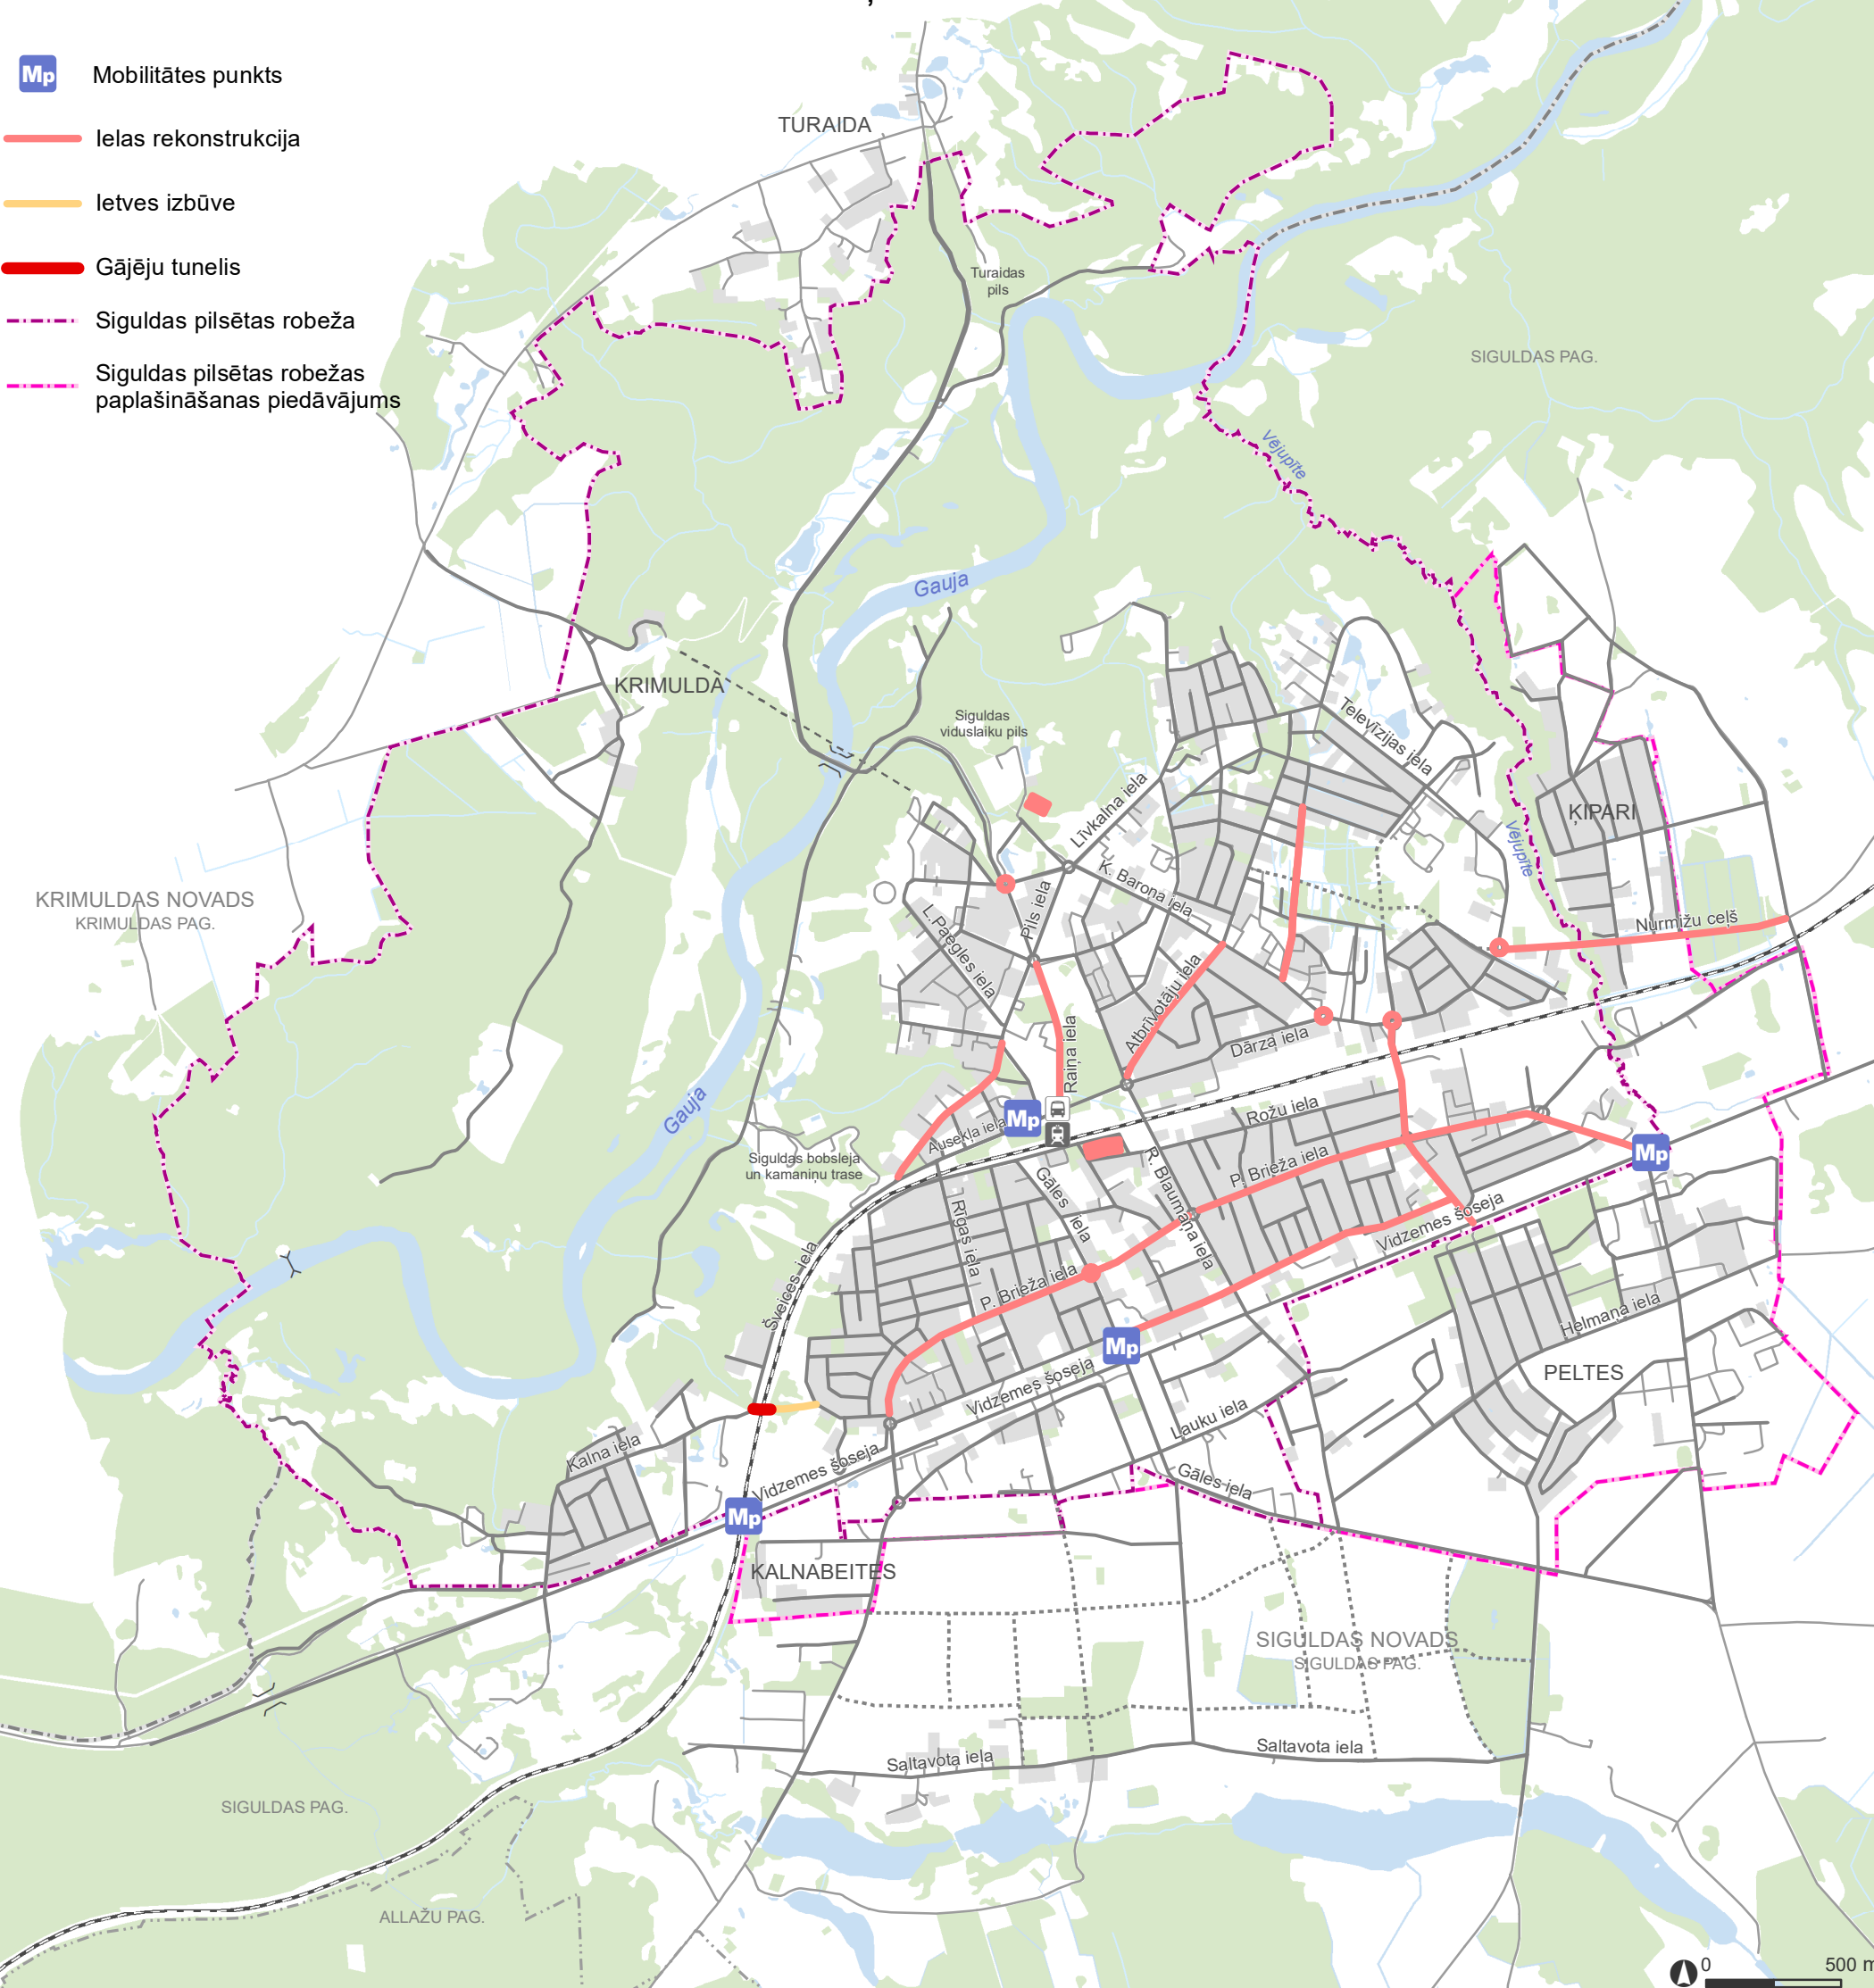 Mp Mobilitātes punkts
Ielas rekonstrukcija
Ietves izbūve
Gājēju tunelis
Siguldas pilsētas robeža
Siguldas pilsētas robežas
paplašināšanas piedāvājums
TURAIDA
Turaidas
pils
SIGULDAS PAG.
Vējupīte
Gauja
KRIMULDA
Siguldas
viduslaiku pils
Televīzijas iela
Līvkalna iela
ĶIPARI
Vējupīte
K. Barona iela
KRIMULDAS NOVADS
KRIMULDAS PAG.
L.Paegles iela
Pils iela
Nurmižu ceļš
Atbrīvotāju iela
Raiņa iela
Dārza iela
Gauja
Mp
Ausekļa iela
Rožu iela
Siguldas bobsleja
un kamaniņu trase
Gāles iela
R. Blaumaņa iela
P. Brieža iela
Mp
Rīgas iela
Vidzemes šoseja
Šveices iela
P. Brieža iela
Mp
Helmaņa iela
PELTES
Vidzemes šoseja
Lauku iela
Kalna iela
Vidzemes šoseja
Gāles iela
Mp
KALNABEITES
SIGULDAS NOVADS
SIGULDAS PAG.
Saltavota iela
Saltavota iela
SIGULDAS PAG.
ALLAŽU PAG.
0 500 m